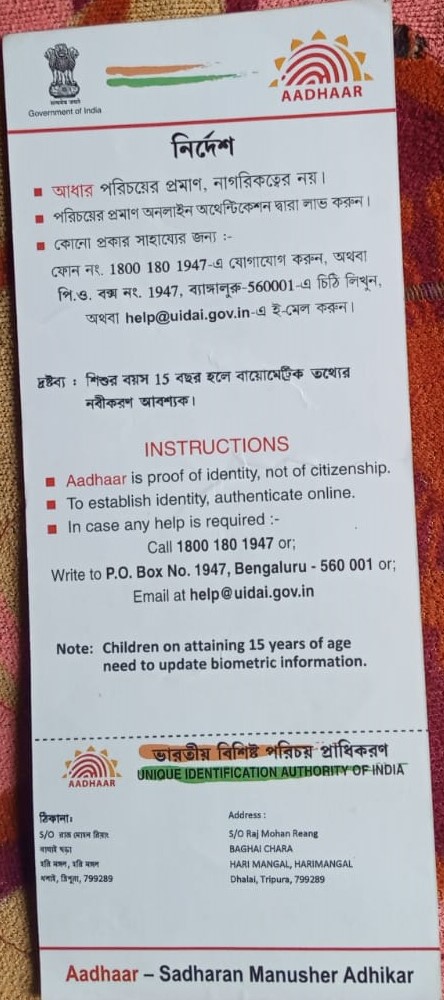 सत्यमेव जयते
Government of India
AADHAAR
নির্দেশ
আধার পরিচয়ের প্রমাণ, নাগরিকত্বের নয়।
পরিচয়ের প্রমাণ অনলাইন অথেন্টিকেশন দ্বারা লাভ করুন।
কোনো প্রকার সাহায্যের জন্য :-
ফোন নং. 1800 180 1947-এ যোগাযোগ করুন, অথবা
পি.ও. বক্স নং. 1947, ব্যাঙ্গালুরু-560001-এ চিঠি লিখুন,
অথবা help@uidai.gov.in-এ ই-মেল করুন।
দ্রষ্টব্য : শিশুর বয়স 15 বছর হলে বায়োমেট্রিক তথ্যের
নবীকরণ আবশ্যক।
INSTRUCTIONS
Aadhaar is proof of identity, not of citizenship.
To establish identity, authenticate online.
In case any help is required :-
Call 1800 180 1947 or;
Write to P.O. Box No. 1947, Bengaluru - 560 001 or;
Email at help@uidai.gov.in
Note: Children on attaining 15 years of age
need to update biometric information.
AADHAAR
ভারতীয় বিশিষ্ট পরিচয় প্রাধিকরণ
UNIQUE IDENTIFICATION AUTHORITY OF INDIA
ঠিকানা:
S/O রাজ মোহন রিয়াং
পাড়া
হরি মঙ্গল, হরি মঙ্গল
ত্রিপুরা, 799289
Address :
S/O Raj Mohan Reang
BAGHAI CHARA
HARI MANGAL, HARIMANGAL
Dhalai, Tripura, 799289
Aadhaar – Sadharan Manusher Adhikar